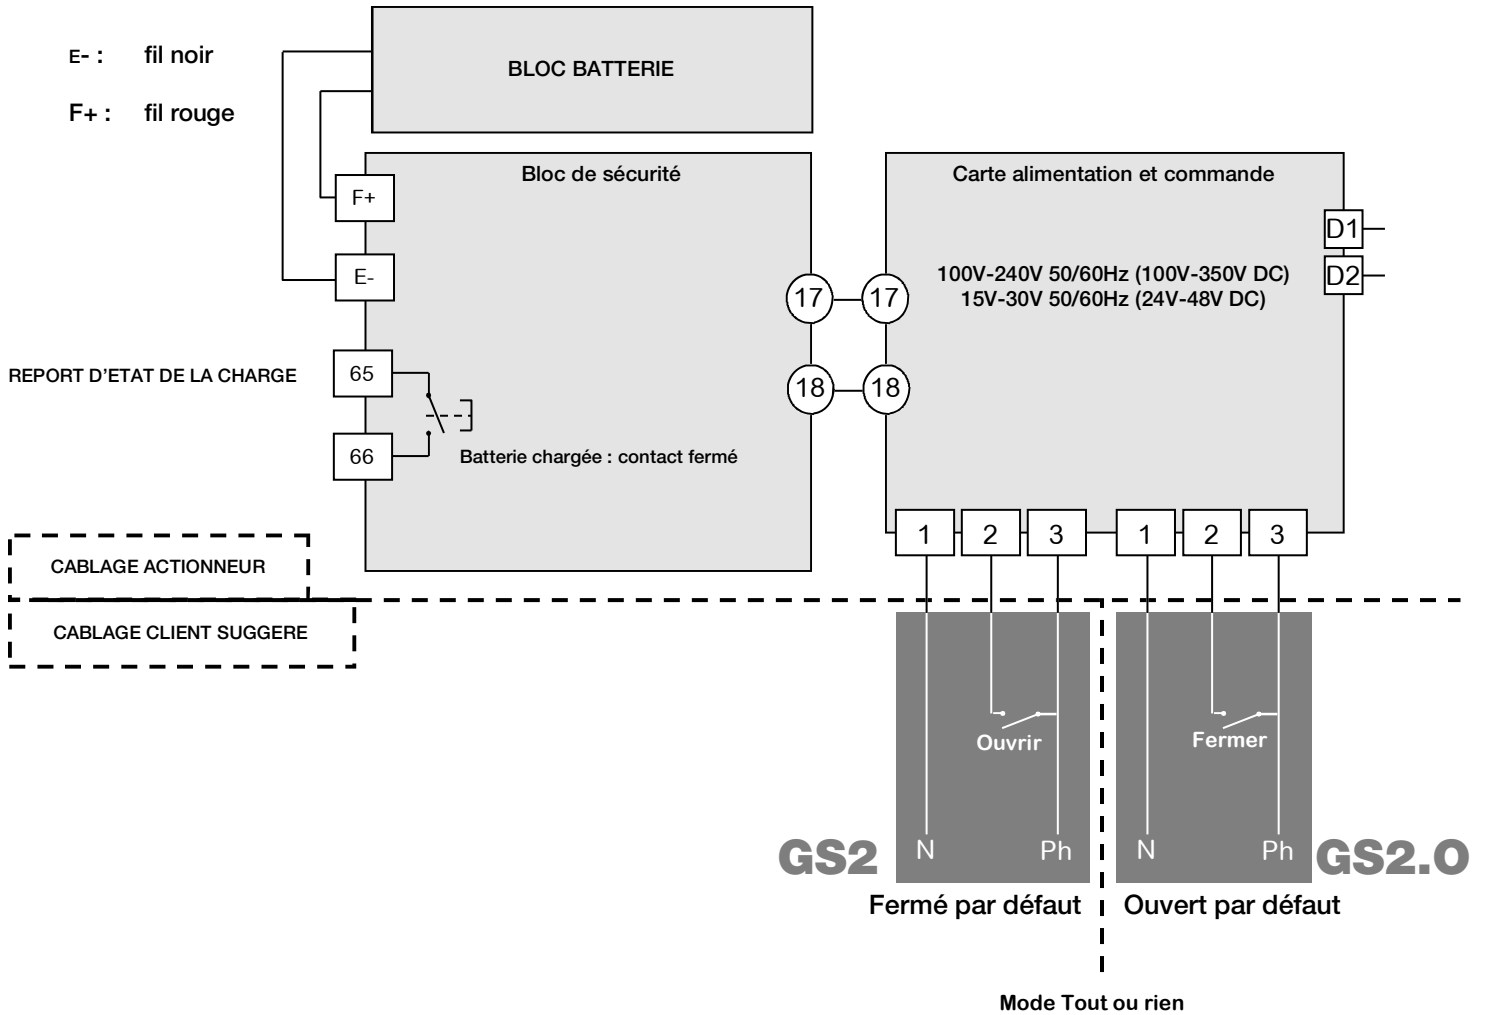 E- : fil noir
F+ : fil rouge
BLOC BATTERIE
Bloc de sécurité
F+
E-
REPORT D'ETAT DE LA CHARGE
65
66
Batterie chargée : contact fermé
17
18
Carte alimentation et commande
100V-240V 50/60Hz (100V-350V DC)
15V-30V 50/60Hz (24V-48V DC)
17
18
D1
D2
1 2 3 1 2 3
CABLAGE ACTIONNEUR
CABLAGE CLIENT SUGGERE
Ouvrir
Fermer
GS2 N Ph N Ph GS2.O
Fermé par défaut
Ouvert par défaut
Mode Tout ou rien